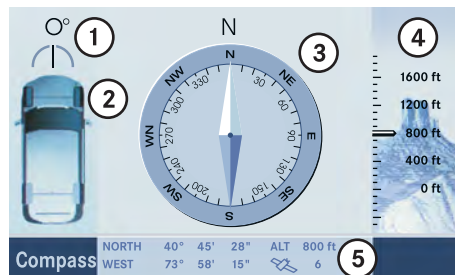 0° 1 N 3 4
2
N
NE
E
SE
S
SW
WN
NW
30
60
90
130
150
200
240
270
300
330
1600 ft
1200 ft
800 ft
400 ft
0 ft
Compass
NORTH 40° 45' 28" ALT 800 ft
WEST 73° 58' 15" 6
5